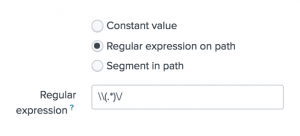 Constant value
Regular expression on path
Segment in path
Regular
expression ?
\\(.*)\/